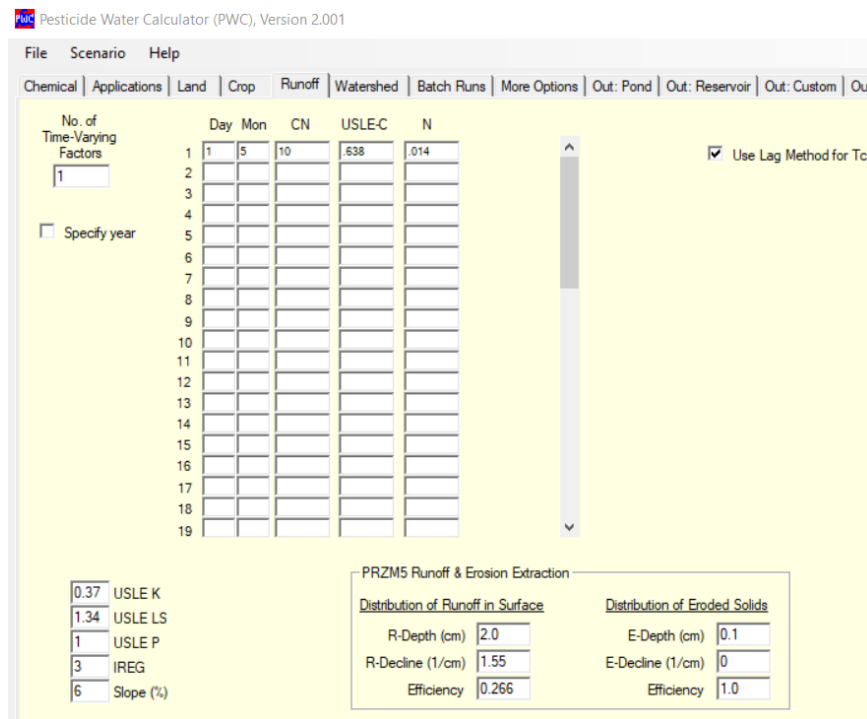 PWC Pesticide Water Calculator (PWC), Version 2.001
File Scenario Help
Chemical Applications Land Crop Runoff Watershed Batch Runs More Options Out: Pond Out: Reservoir Out: Custom Ou
No. of
Time-Varying
Factors
1
Specify year
Day Mon CN USLE-C N
1 1 5 10 .638 .014
2
3
4
5
6
7
8
9
10
11
12
13
14
15
16
17
18
19
Use Lag Method for Tc
0.37 USLE K
1.34 USLE LS
1 USLE P
3 IREG
6 Slope (%)
PRZM5 Runoff & Erosion Extraction
Distribution of Runoff in Surface
R-Depth (cm) 2.0
R-Decline (1/cm) 1.55
Efficiency 0.266
Distribution of Eroded Solids
E-Depth (cm) 0.1
E-Decline (1/cm) 0
Efficiency 1.0